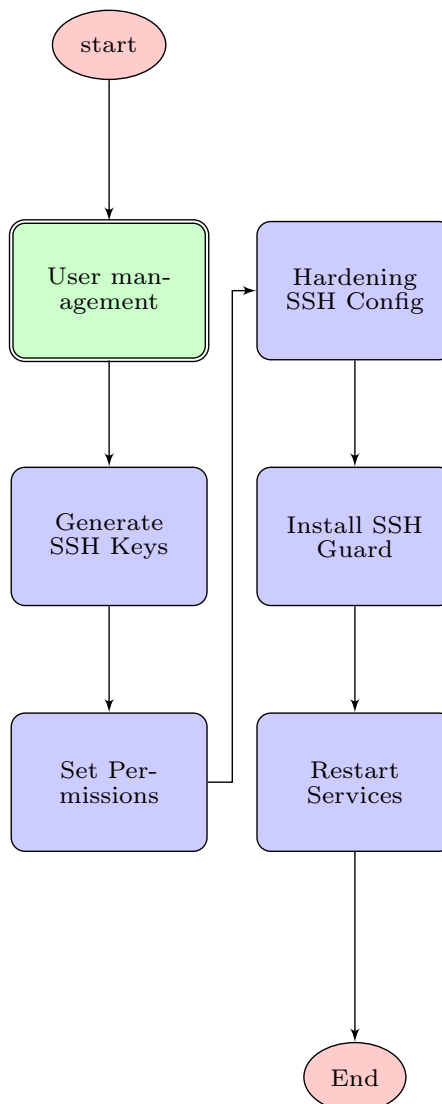 start
User man-
agement
Generate
SSH Keys
Set Per-
missions
Hardening
SSH Config
Install SSH
Guard
Restart
Services
End